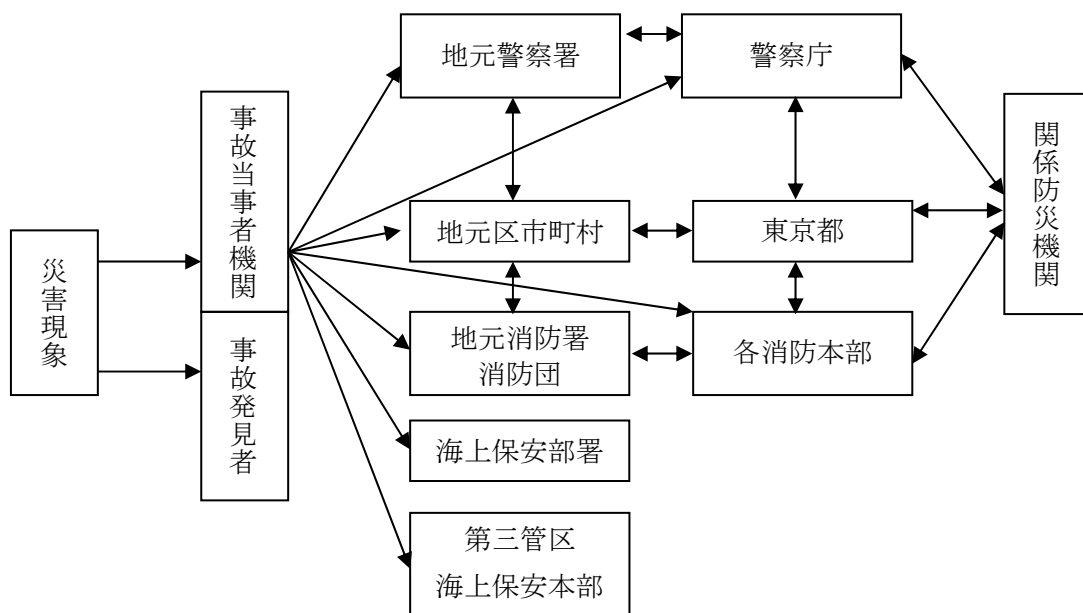 地元警察署
警察庁
事故当事者機関
関係防災機関
地元区市町村
東京都
災害現象
事故発見者
地元消防署
消防団
各消防本部
海上保安部署
第三管区
海上保安本部